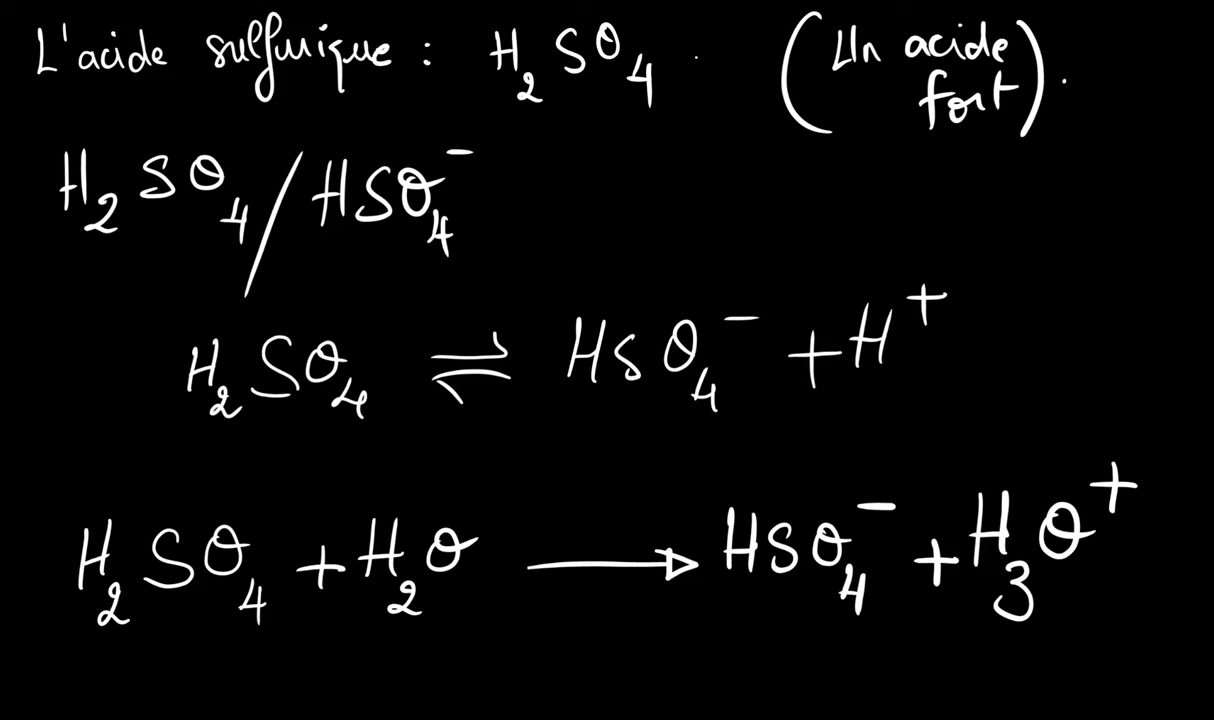 L'acide sulfurique : H₂SO₄. (Un acide
fort).
H₂SO₄/HSO₄⁻
H₂SO₄ ⇌ HSO₄⁻ + H⁺
H₂SO₄ + H₂O → HSO₄⁻ + H₃O⁺